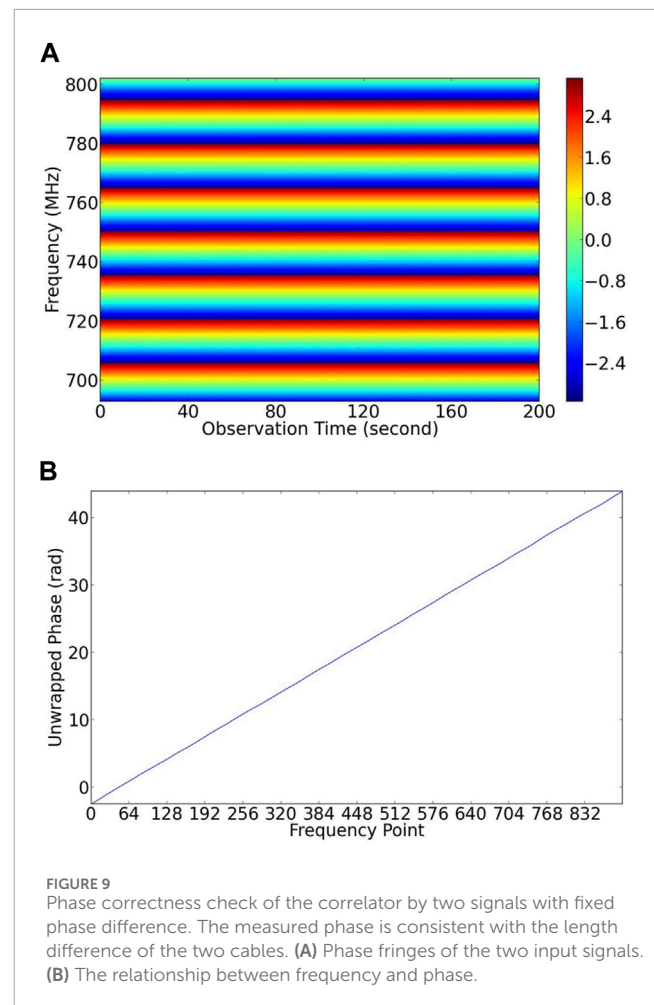 A
800
780
760
740
720
700
Frequency (MHz)
0 40 80 120 160 200
Observation Time (second)
2.4
1.6
0.8
0.0
−0.8
−1.6
−2.4
B
40
30
20
10
0
Unwrapped Phase (rad)
0 64 128 192 256 320 384 448 512 576 640 704 768 832
Frequency Point
FIGURE 9
Phase correctness check of the correlator by two signals with fixed
phase difference. The measured phase is consistent with the length
difference of the two cables. (A) Phase fringes of the two input signals.
(B) The relationship between frequency and phase.